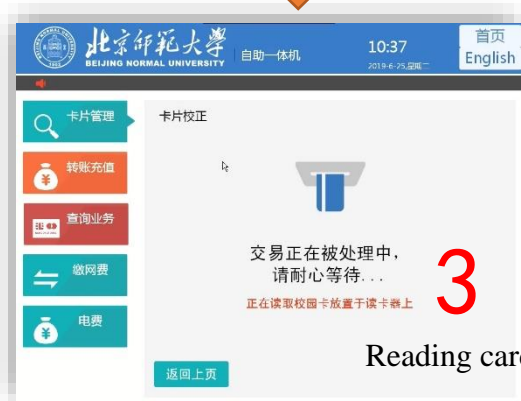 北京师范大学
BEIJING NORMAL UNIVERSITY
自助一体机
10:37
2019-6-25,星期二
首页
English
卡片管理
卡片校正
转账充值
查询业务
缴网费
电费
交易正在被处理中，
请耐心等待...
正在读取校园卡放置于读卡器上
3
Reading car
返回上页